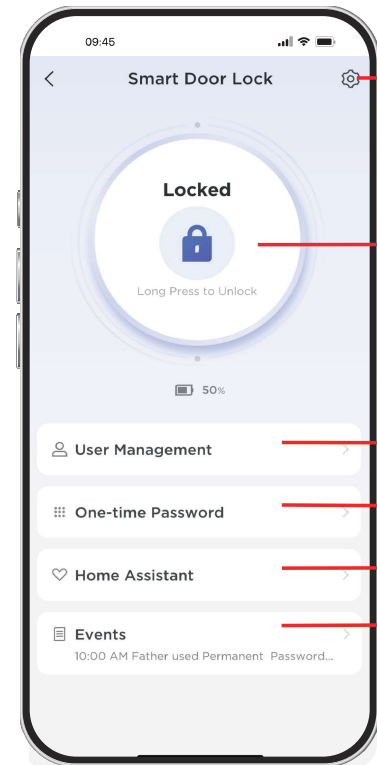 09:45
Smart Door Lock
Locked
Long Press to Unlock
50%
User Management
One-time Password
Home Assistant
Events
10:00 AM Father used Permanent Password...